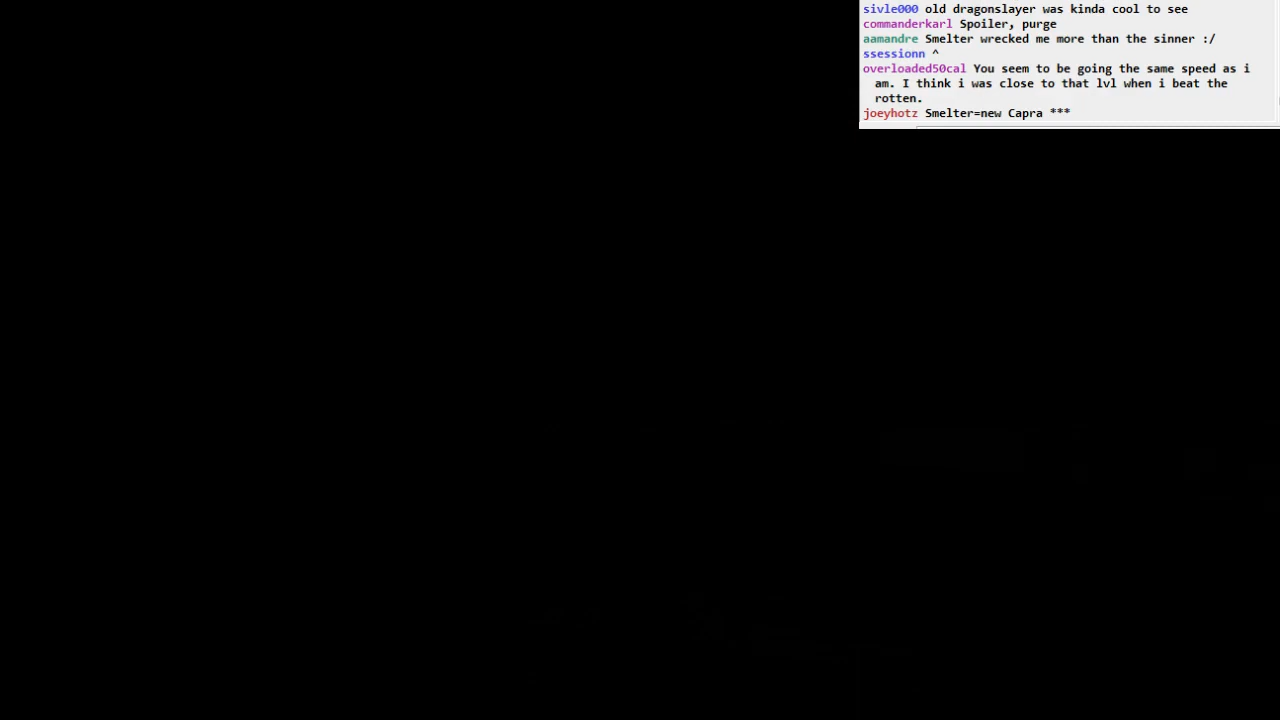 sivle000 old dragonslayer was kinda cool to see
commanderkarl Spoiler, purge
aamandre Smelter wrecked me more than the sinner :/
ssessionn ^
overloaded50cal You seem to be going the same speed as i
am. I think i was close to that lvl when i beat the
rotten.
joeyhotz Smelter=new Capra ***